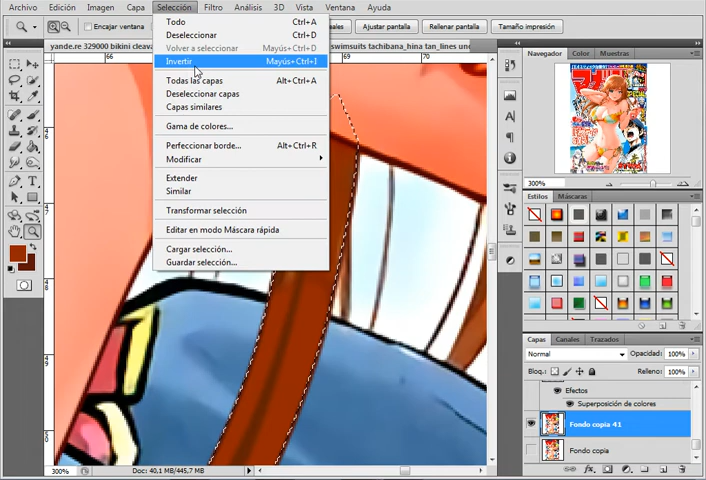 Archivo Edición Imagen Capa Selección Filtro Análisis 3D Vista Ventana Ayuda
Encajar ventana
reales Ajustar pantalla Rellenar pantalla Tamaño impresión
yande.re 329000 bikini cleava
swimsuits tachibana_hina tan_lines und
Todo Ctrl+A
Deseleccionar Ctrl+D
Volver a seleccionar Mayús+Ctrl+D
Invertir Mayús+Ctrl+I
Todas las capas Alt+Ctrl+A
Deseleccionar capas
Capas similares
Gama de colores...
Perfeccionar borde... Alt+Ctrl+R
Modificar
Extender
Similar
Transformar selección
Editar en modo Máscara rápida
Cargar selección...
Guardar selección...
69 70
Navegador Color Muestras
300%
Estilos Máscaras
Capas Canales Trazados
Normal Opacidad: 100%
Bloq.: Relleno: 100%
Efectos
Superposición de colores
Fondo copia 41
Fondo copia
300% Doc: 40,1 MB/445,7 MB